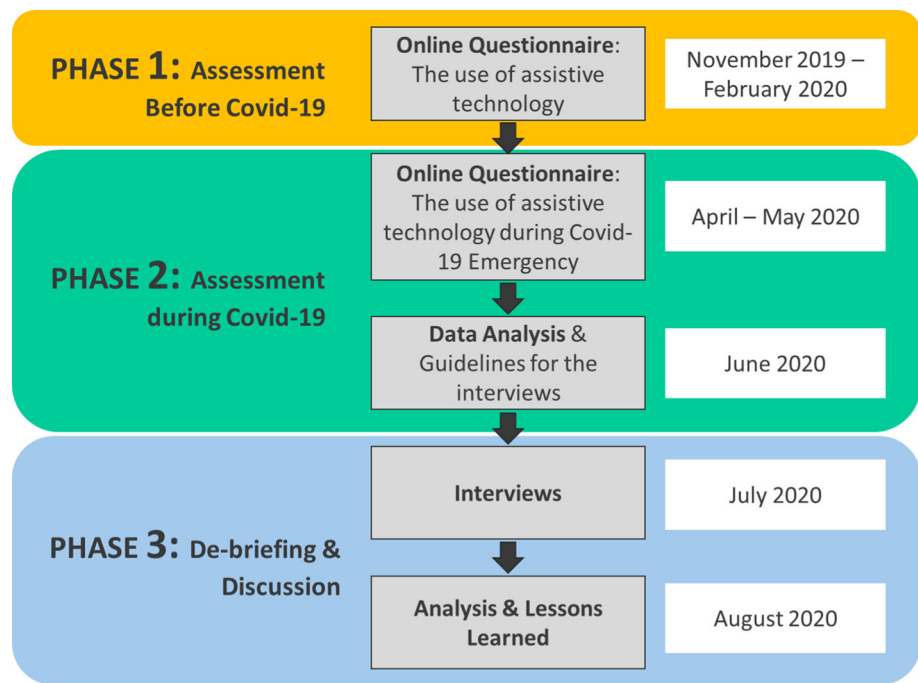 PHASE 1: Assessment
Before Covid-19
Online Questionnaire:
The use of assistive
technology
November 2019 –
February 2020
PHASE 2: Assessment
during Covid-19
Online Questionnaire:
The use of assistive
technology during Covid-
19 Emergency
April – May 2020
Data Analysis &
Guidelines for the
interviews
June 2020
PHASE 3: De-briefing &
Discussion
Interviews
July 2020
Analysis & Lessons
Learned
August 2020